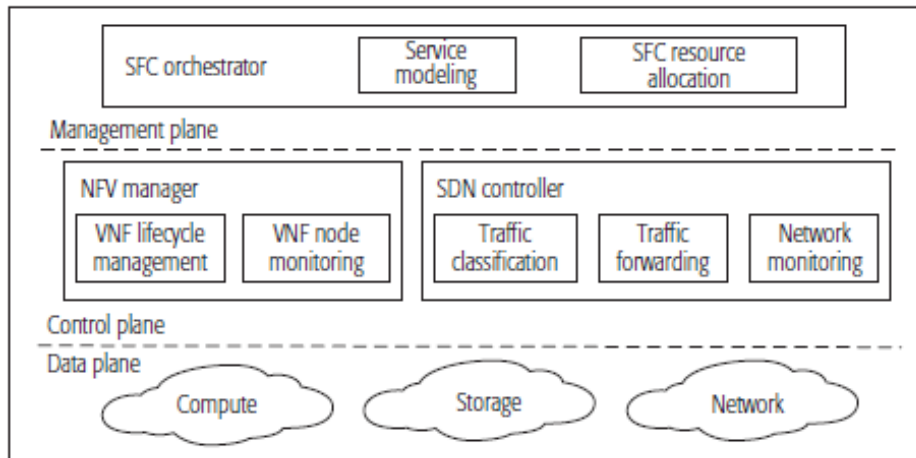 SFC orchestrator
Service
modeling
SFC resource
allocation
Management plane
NFV manager
VNF lifecycle
management
VNF node
monitoring
SDN controller
Traffic
classification
Traffic
forwarding
Network
monitoring
Control plane
Data plane
Compute
Storage
Network